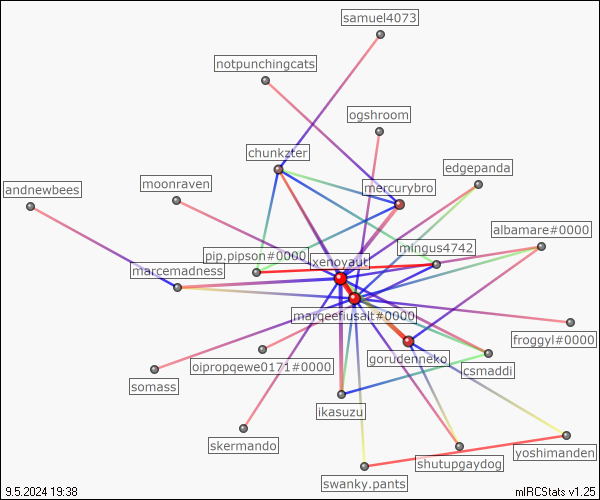 samuel4073
notpunchingcats
ogshroom
chunkzter
edgepanda
andnewbees
moonraven
mercurybro
albamare#0000
pip.pipson#0000
mingus4742
xenoyaut
marcemadness
marqeefiusalt#0000
froggyl#0000
gorudenneko
oipropqewe0171#0000
csmaddi
somass
ikasuzu
skermando
yoshimanden
shutupgaydog
swanky.pants
9.5.2024 19:38
mIRCStats v1.25